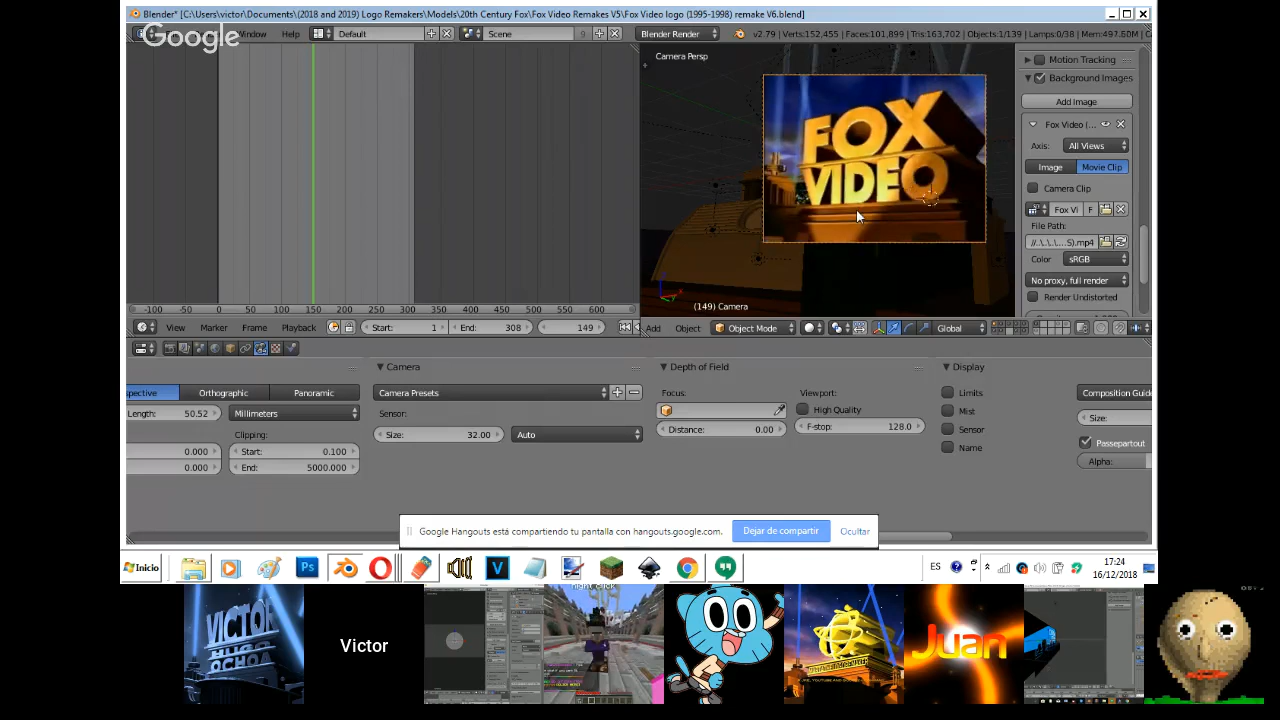 Blender* [C:\Users\victor\Documents\(2018 and 2019) Logo Remakers\Models\20th Century Fox\Fox Video Remakes V5\Fox Video logo (1995-1998) remake V6.blend]
Google
Window Help Default Scene 9 Blender Render v2.79 | Verts:152,455 | Faces:101,899 | Tris:163,702 | Objects:1/139 | Lamps:0/38 | Mem:497.60M
Camera Persp
Motion Tracking
Background Images
Add Image
Fox Video (...
Axis: All Views
Image Movie Clip
Camera Clip
Fox Vi F
File Path:
//..\..\..\....S).mp4
Color sRGB
No proxy, full render
Render Undistorted
FOX
VIDEO
(149) Camera
-100 -50 0 50 100 150 200 250 300 350 400 450 500 550 600
View Marker Frame Playback Start: 1 End: 308 149 Add Object Object Mode Global
Camera Depth of Field Display
spective Orthographic Panoramic Camera Presets Focus: Viewport: Limits Composition Guid
Length: 50.52 Millimeters Sensor: High Quality Mist Size:
Clipping: Size: 32.00 Auto Distance: 0.00 F-stop: 128.0 Sensor Passepartout
0.000 Start: 0.100 Name Alpha:
0.000 End: 5000.000
Google Hangouts está compartiendo tu pantalla con hangouts.google.com. Dejar de compartir Ocultar
Inicio Ps V ES 17:24
16/12/2018
VICTOR
HUGO
OCHO
Victor
Juan